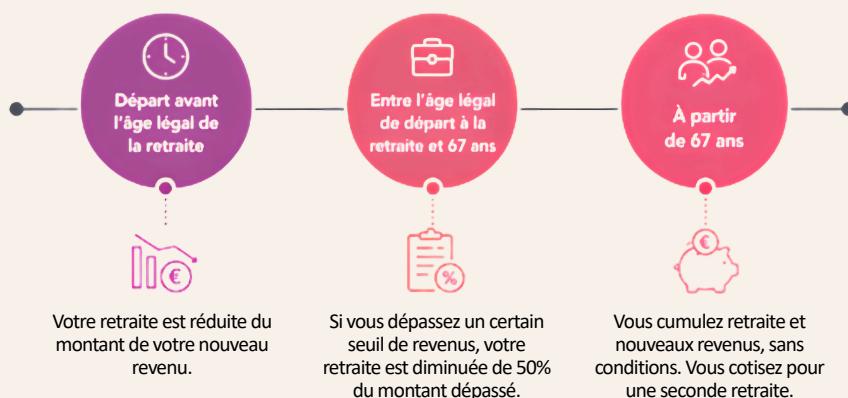 Départ avant
l'âge légal de
la retraite
Entre l'âge légal
de départ à la
retraite et 67 ans
À partir
de 67 ans
€
%
€
Votre retraite est réduite du
montant de votre nouveau
revenu.
Si vous dépassez un certain
seuil de revenus, votre
retraite est diminuée de 50%
du montant dépassé.
Vous cumulez retraite et
nouveaux revenus, sans
conditions. Vous cotisez pour
une seconde retraite.